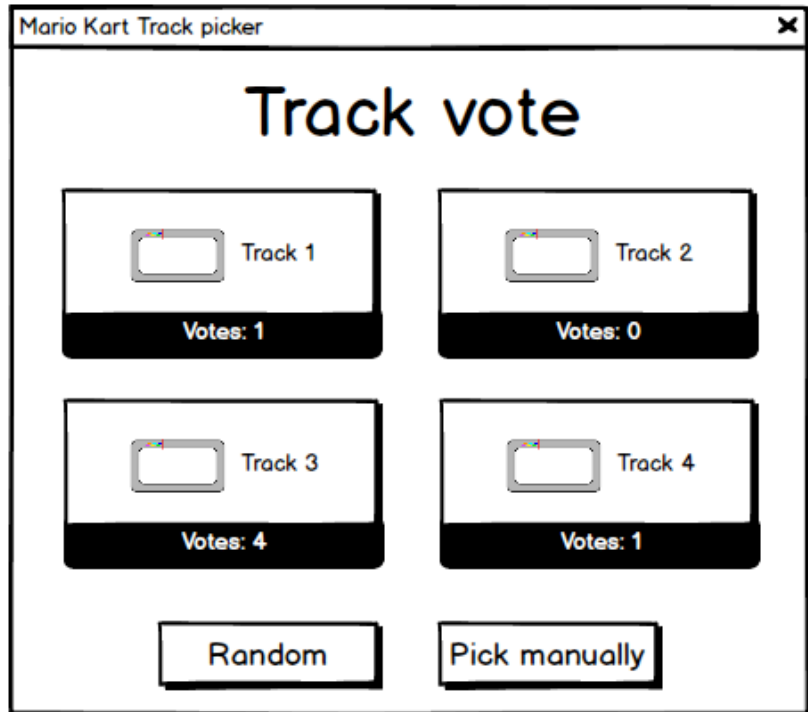 Mario Kart Track picker
Track vote
Track 1
Votes: 1
Track 2
Votes: 0
Track 3
Votes: 4
Track 4
Votes: 1
Random
Pick manually